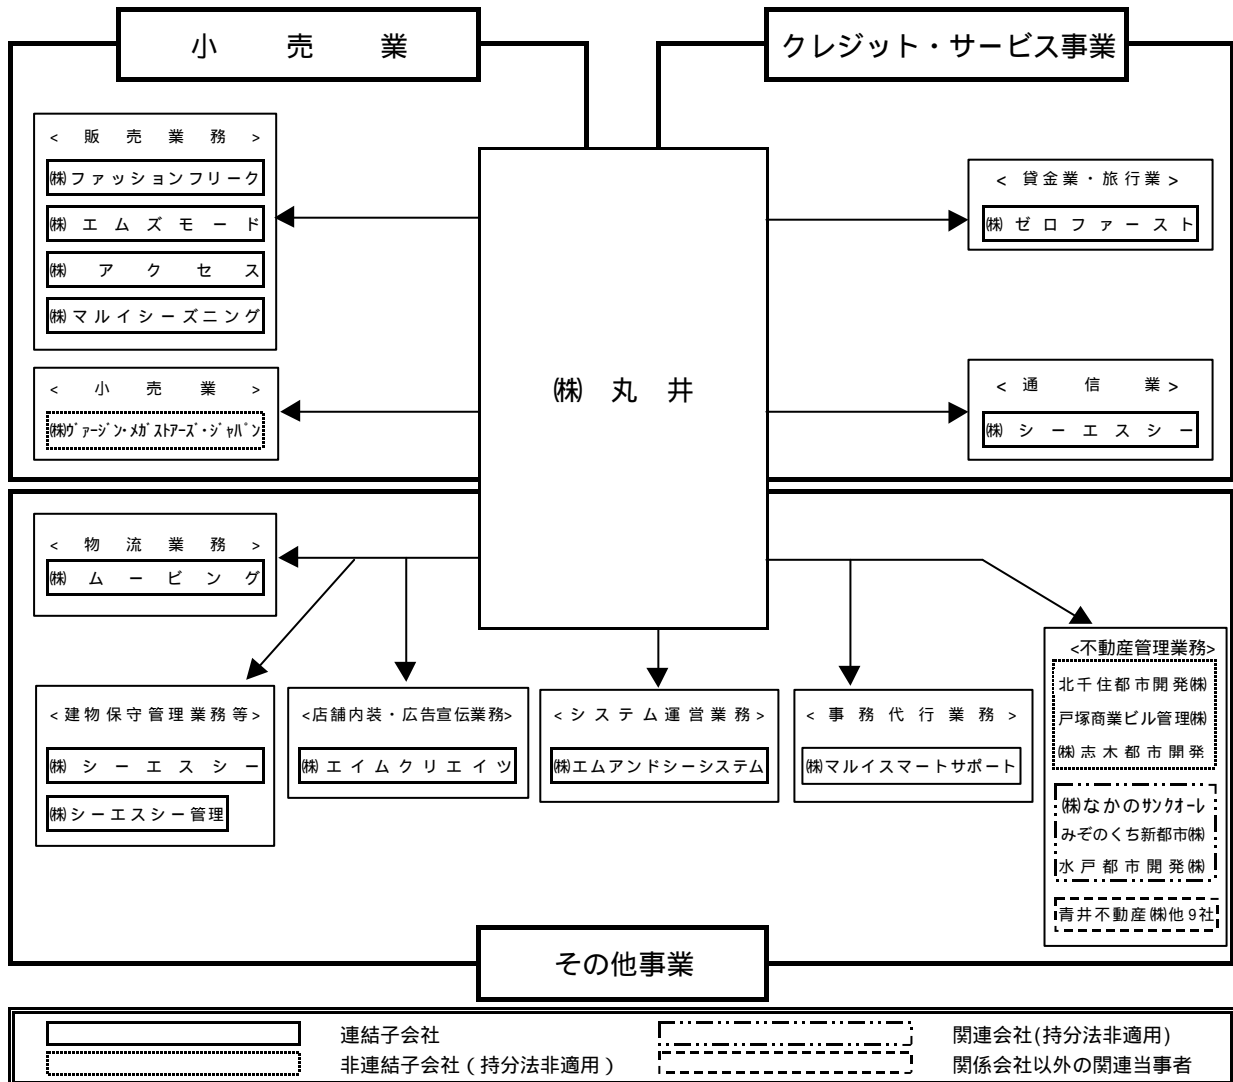 小売業
クレジット・サービス事業
< 販売業務 >
㈱ファッションフリーク
㈱エムズモード
㈱アクセス
㈱マルイシーズニング
< 小売業 >
㈱ヴァージン・メガストアーズ・ジャパン
㈱丸井
< 貸金業・旅行業 >
㈱ゼロファースト
< 通信業 >
㈱シーエスシー
< 物流業務 >
㈱ムービング
<建物保守管理業務等>
㈱シーエスシー
㈱シーエスシー管理
<店舗内装・広告宣伝業務>
㈱エイムクリエイツ
<システム運営業務>
㈱エムアンドシーシステム
< 事務代行業務 >
㈱マルイスマートサポート
<不動産管理業務>
北千住都市開発㈱
戸塚商業ビル管理㈱
㈱志木都市開発
㈱なかのサンクオーレ
みぞのくち新都市㈱
水戸都市開発㈱
青井不動産㈱他9社
その他事業
連結子会社
関連会社(持分法非適用)
非連結子会社（持分法非適用）
関係会社以外の関連当事者